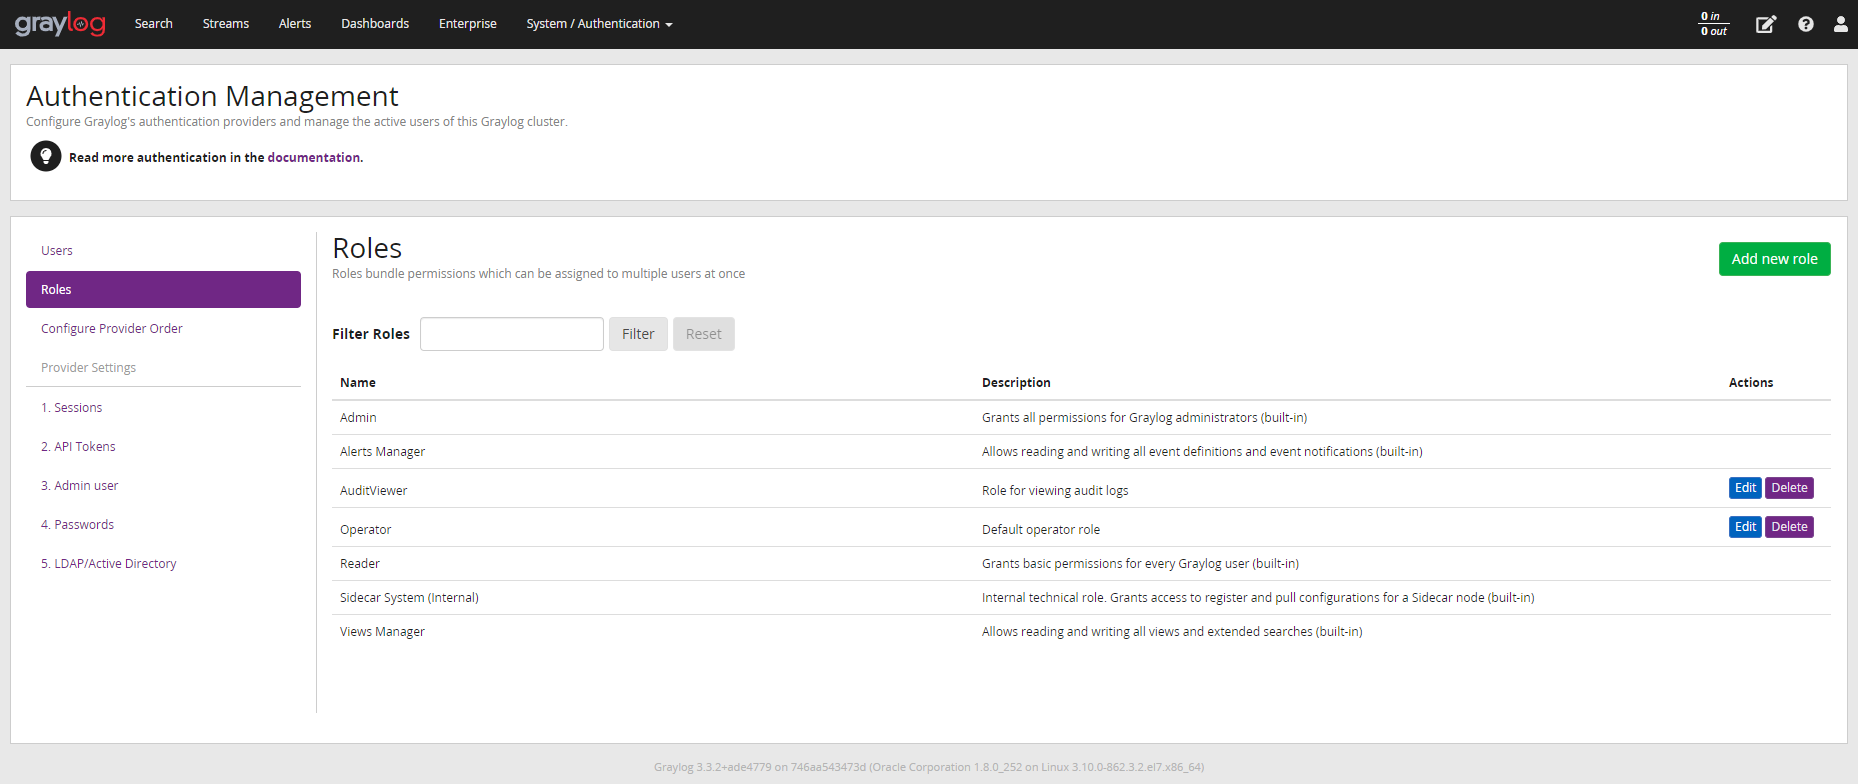 graylog Search Streams Alerts Dashboards Enterprise System / Authentication 0 in
0 out
Authentication Management
Configure Graylog's authentication providers and manage the active users of this Graylog cluster.
Read more authentication in the documentation.
Users
Roles
Configure Provider Order
Provider Settings
1. Sessions
2. API Tokens
3. Admin user
4. Passwords
5. LDAP/Active Directory
Roles
Roles bundle permissions which can be assigned to multiple users at once
Add new role
Filter Roles Filter Reset
Name Description Actions
Admin Grants all permissions for Graylog administrators (built-in)
Alerts Manager Allows reading and writing all event definitions and event notifications (built-in)
AuditViewer Role for viewing audit logs Edit Delete
Operator Default operator role Edit Delete
Reader Grants basic permissions for every Graylog user (built-in)
Sidecar System (Internal) Internal technical role. Grants access to register and pull configurations for a Sidecar node (built-in)
Views Manager Allows reading and writing all views and extended searches (built-in)
Graylog 3.3.2+ade4779 on 746aa543473d (Oracle Corporation 1.8.0_252 on Linux 3.10.0-862.3.2.el7.x86_64)